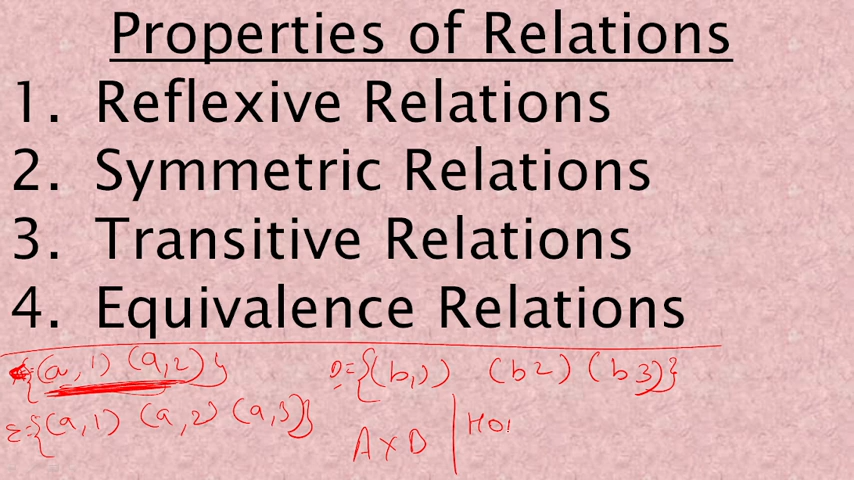 Properties of Relations
1. Reflexive Relations
2. Symmetric Relations
3. Transitive Relations
4. Equivalence Relations
={(a,1) (a,2)} D={(b,1) (b2) (b3)}
={(a,1) (a,2) (a,3)}
A×B